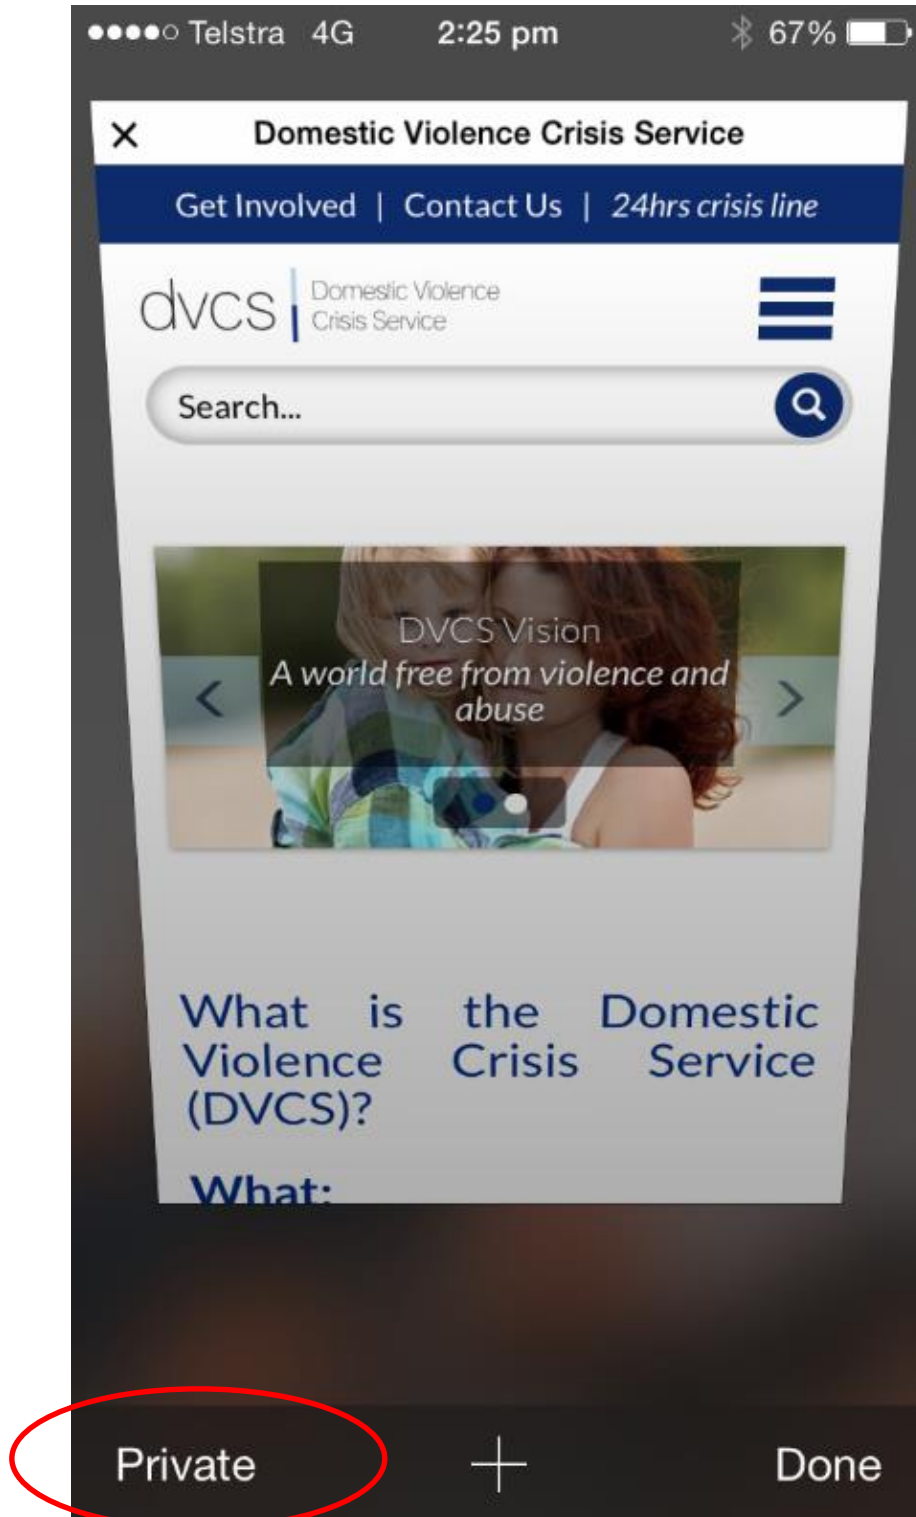 Telstra 4G 2:25 pm 67%
Domestic Violence Crisis Service
Get Involved | Contact Us | 24hrs crisis line
dvcs Domestic Violence
Crisis Service
Search...
DVCS Vision
A world free from violence and
abuse
What is the Domestic
Violence Crisis Service
(DVCS)?
What:
Private Done